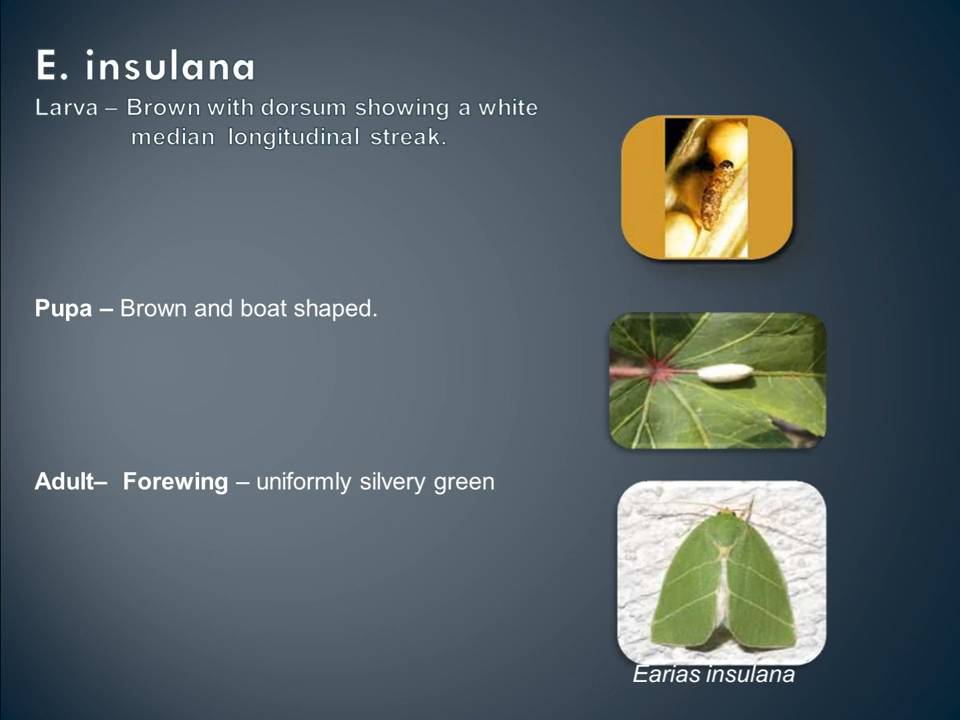 E. insulana
Larva – Brown with dorsum showing a white
median longitudinal streak.
Pupa – Brown and boat shaped.
Adult– Forewing – uniformly silvery green
Earias insulana